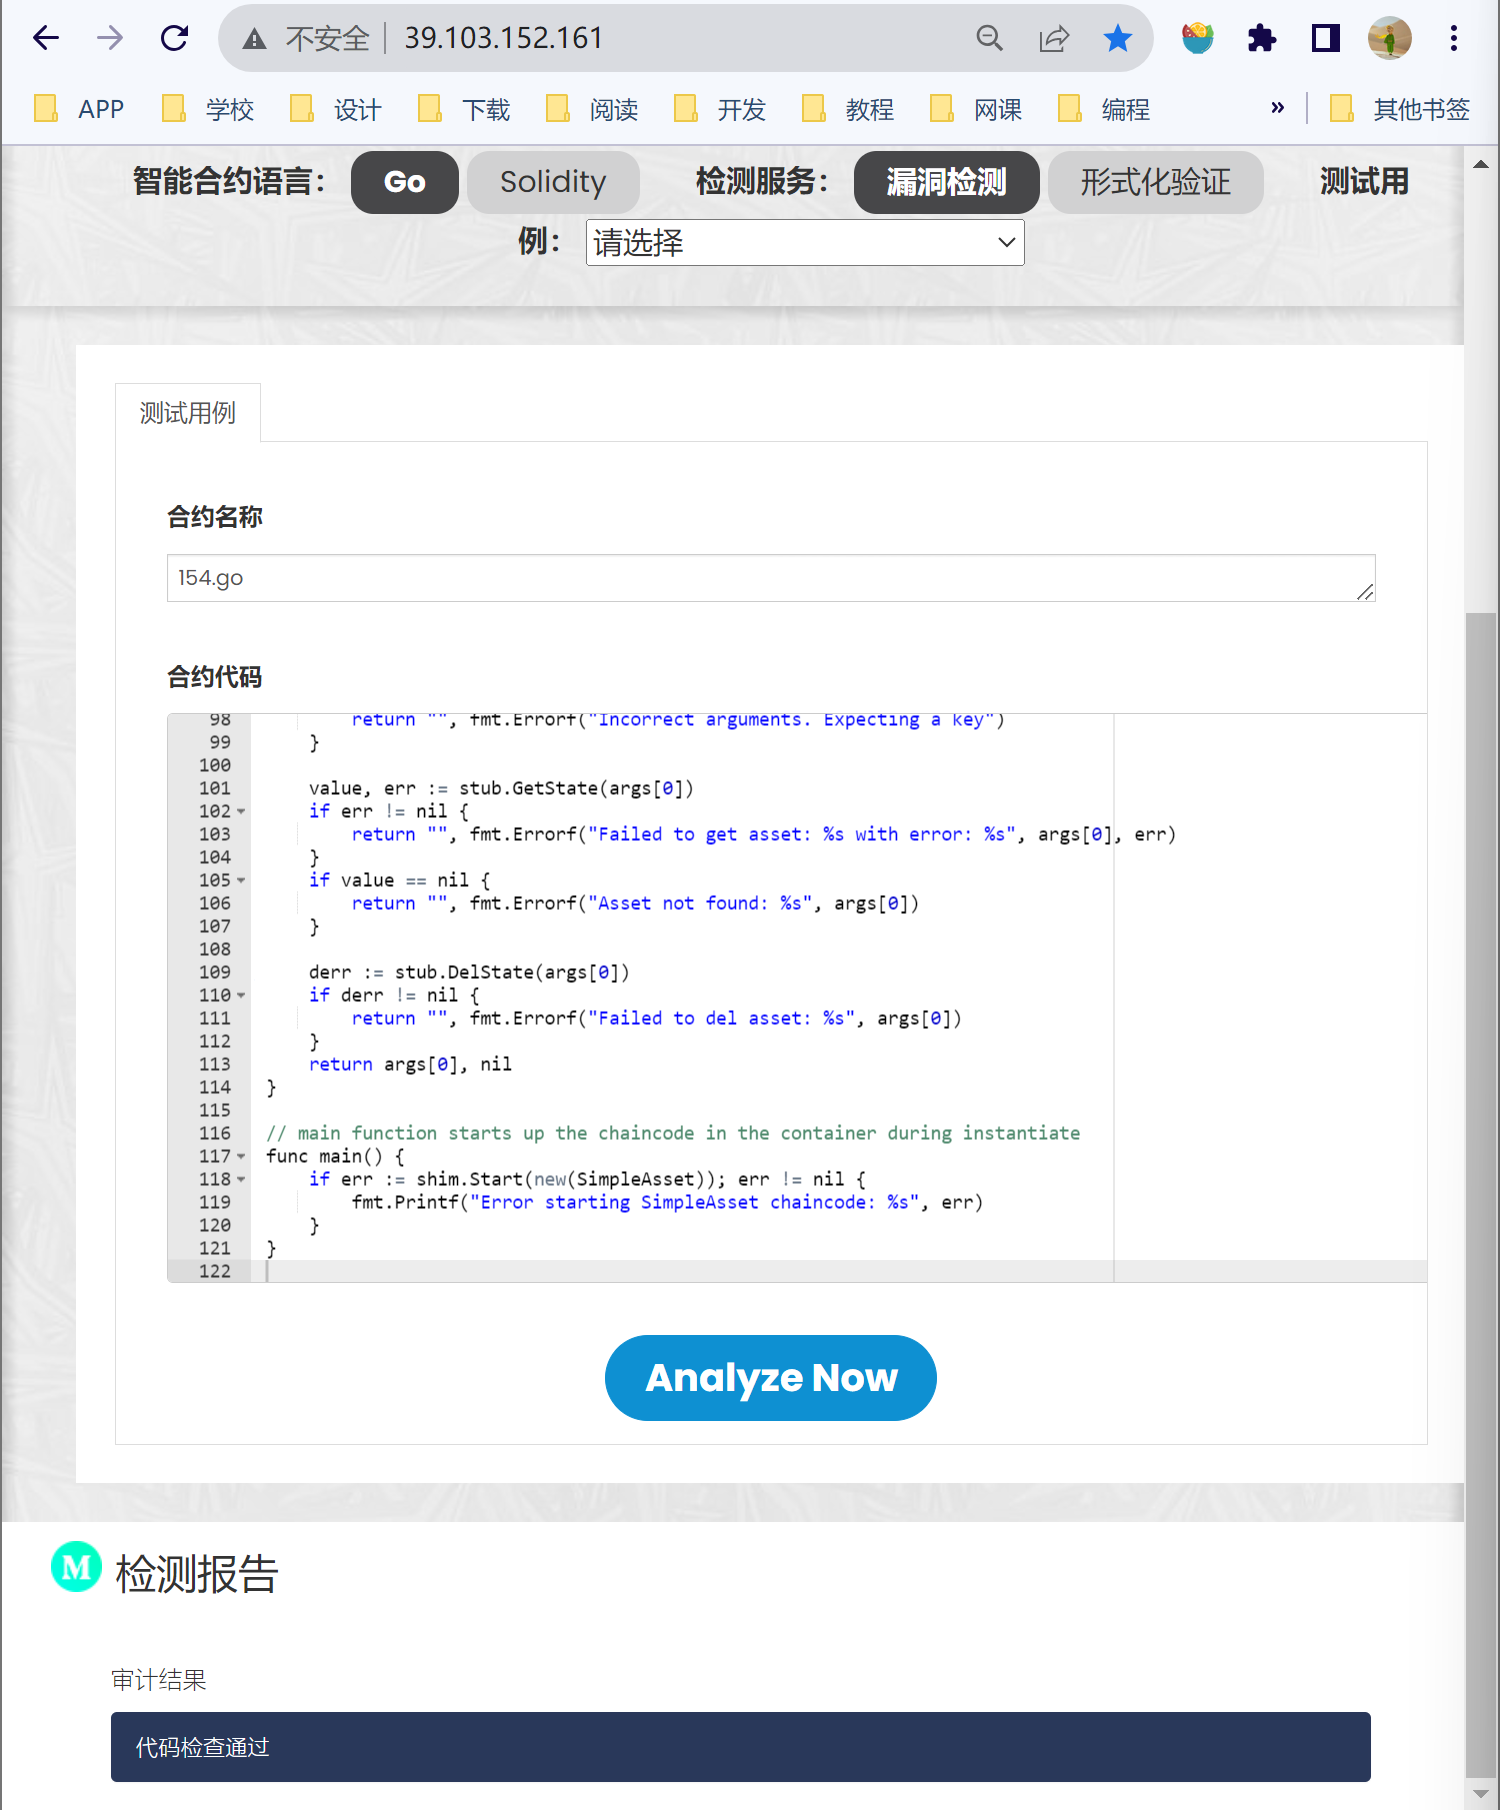 不安全 39.103.152.161
APP 学校 设计 下载 阅读 开发 教程 网课 编程 » 其他书签
智能合约语言： Go Solidity 检测服务： 漏洞检测 形式化验证 测试用
例： 请选择
测试用例
合约名称
154.go
合约代码
98 return "", fmt.Errorf("Incorrect arguments. Expecting a key")
99 }
100
101 value, err := stub.GetState(args[0])
102 if err != nil {
103 return "", fmt.Errorf("Failed to get asset: %s with error: %s", args[0], err)
104 }
105 if value == nil {
106 return "", fmt.Errorf("Asset not found: %s", args[0])
107 }
108
109 derr := stub.DelState(args[0])
110 if derr != nil {
111 return "", fmt.Errorf("Failed to del asset: %s", args[0])
112 }
113 return args[0], nil
114 }
115
116 // main function starts up the chaincode in the container during instantiate
117 func main() {
118 if err := shim.Start(new(SimpleAsset)); err != nil {
119 fmt.Printf("Error starting SimpleAsset chaincode: %s", err)
120 }
121 }
122
Analyze Now
M 检测报告
审计结果
代码检查通过